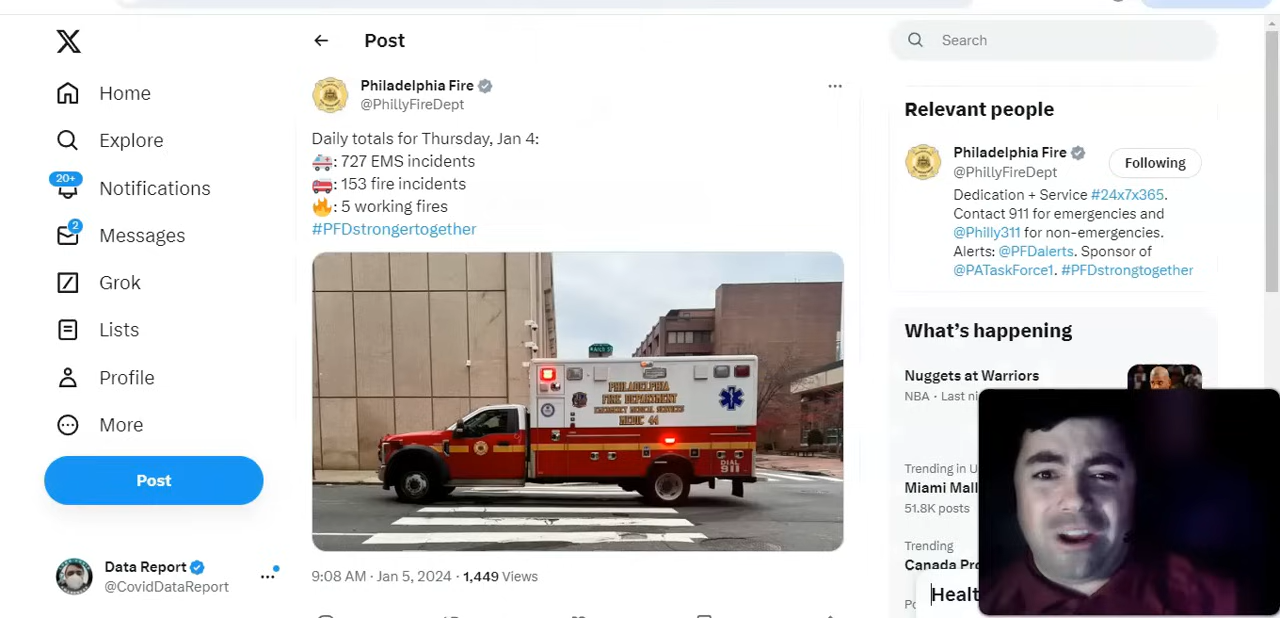 Home
Explore
20+
Notifications
2
Messages
Grok
Lists
Profile
More
Post
Data Report
@CovidDataReport
Post
Philadelphia Fire
@PhillyFireDept
Daily totals for Thursday, Jan 4:
: 727 EMS incidents
: 153 fire incidents
: 5 working fires
#PFDstrongertogether
PHILADELPHIA
FIRE DEPARTMENT
EMERGENCY MEDICAL SERVICES
MEDIC 44
DIAL
911
9:08 AM · Jan 5, 2024 · 1,449 Views
Search
Relevant people
Philadelphia Fire
@PhillyFireDept
Following
Dedication + Service #24x7x365.
Contact 911 for emergencies and
@Philly311 for non-emergencies.
Alerts: @PFDalerts. Sponsor of
@PATaskForce1. #PFDstrongtogether
What’s happening
Nuggets at Warriors
NBA · Last ni
Trending in U
Miami Mall
51.8K posts
Trending
Canada Pro
Po
Healt